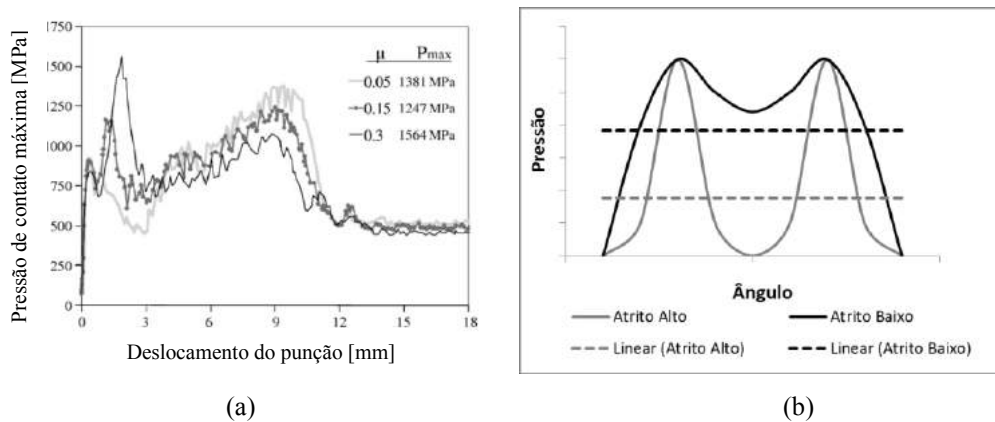 Pressão de contato máxima [MPa]
1750
1500
1250
1000
750
500
250
0
μ Pmax
0.05 1381 MPa
0.15 1247 MPa
0.3 1564 MPa
0 3 6 9 12 15 18
Deslocamento do punção [mm]
(a)
Pressão
Ângulo
Atrito Alto
Atrito Baixo
Linear (Atrito Alto)
Linear (Atrito Baixo)
(b)